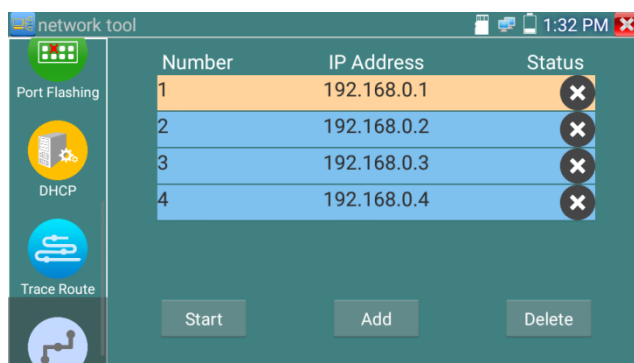 network tool 1:32 PM
Number IP Address Status
Port Flashing
1 192.168.0.1
2 192.168.0.2
3 192.168.0.3
4 192.168.0.4
DHCP
Trace Route
Start Add Delete